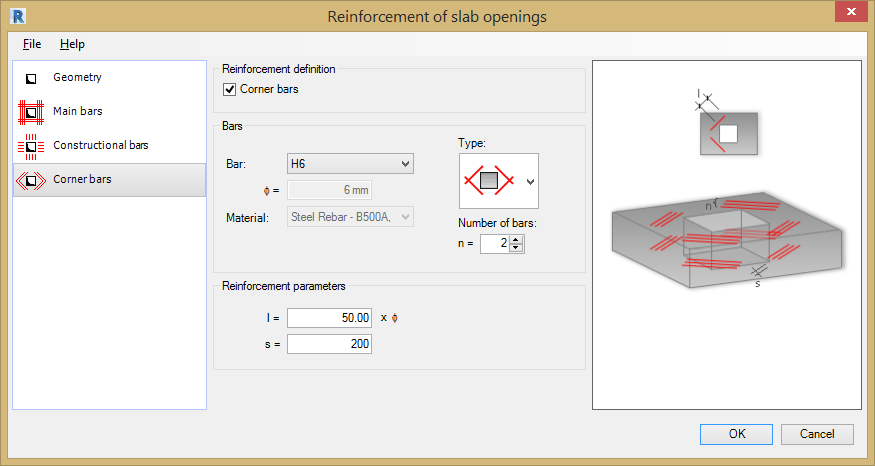 Reinforcement of slab openings
File Help
Geometry
Main bars
Constructional bars
Corner bars
Reinforcement definition
Corner bars
Bars
Bar: H6
ϕ = 6 mm
Material: Steel Rebar - B500A,
Type:
Number of bars:
n = 2
Reinforcement parameters
l = 50.00 x ϕ
s = 200
l
n
s
OK Cancel